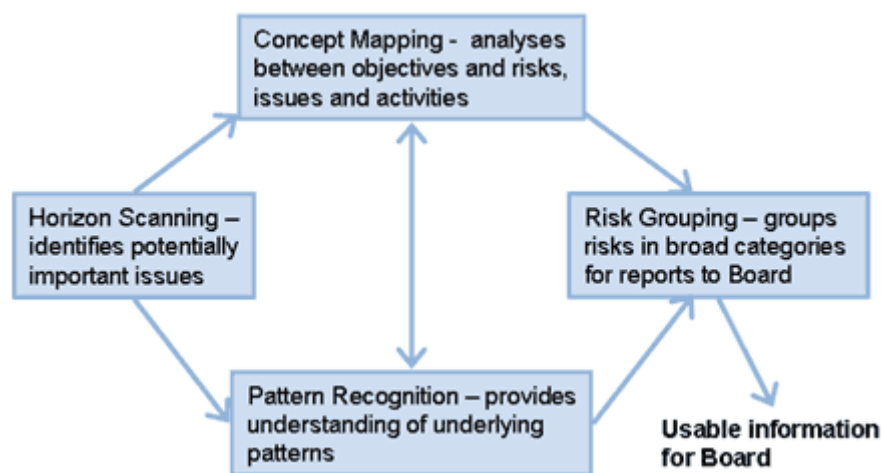 Concept Mapping -  analyses
between objectives and risks,
issues and activities
Horizon Scanning –
identifies potentially
important issues
Risk Grouping – groups
risks in broad categories
for reports to Board
Pattern Recognition – provides
understanding of underlying
patterns
Usable information
for Board